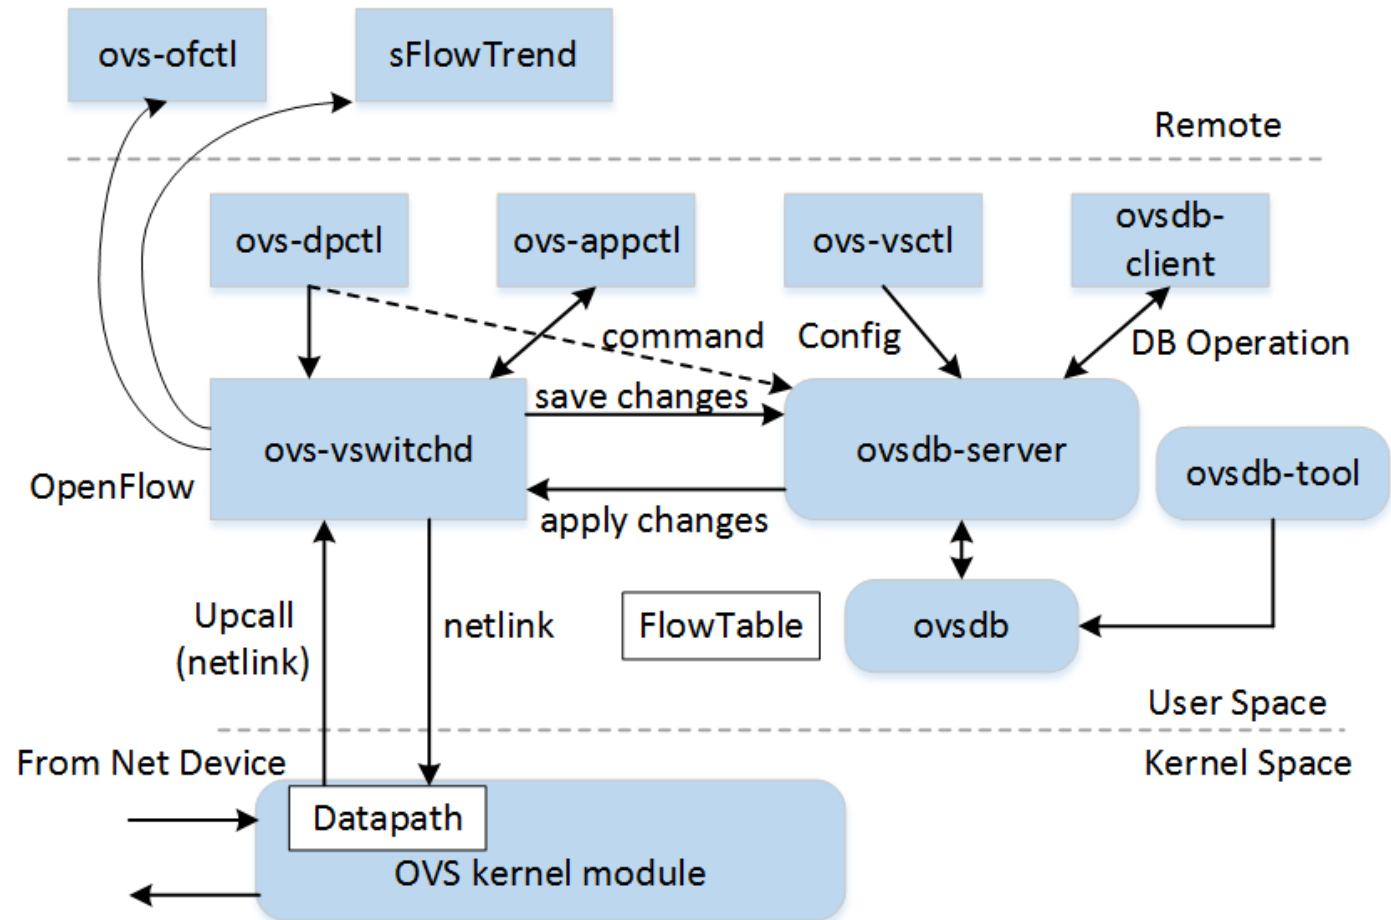 ovs-ofctl
sFlowTrend
Remote
ovs-dpctl
ovs-appctl
ovs-vsctl
ovsdb-
client
command
Config
DB Operation
save changes
ovs-vswitchd
ovsdb-server
ovsdb-tool
OpenFlow
apply changes
Upcall
(netlink)
netlink
FlowTable
ovsdb
User Space
From Net Device
Kernel Space
Datapath
OVS kernel module